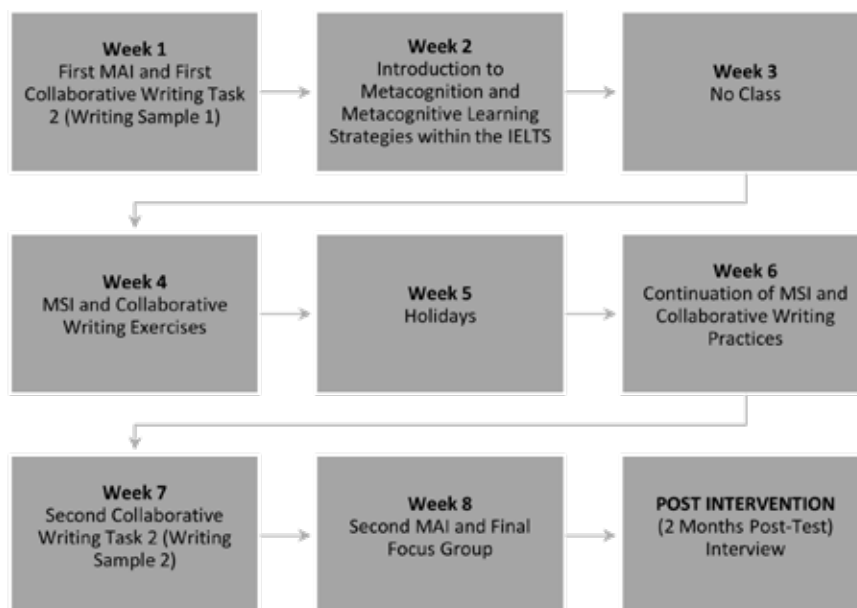 Week 1
First MAI and First
Collaborative Writing Task
2 (Writing Sample 1)
Week 2
Introduction to
Metacognition and
Metacognitive Learning
Strategies within the IELTS
Week 3
No Class
Week 4
MSI and Collaborative
Writing Exercises
Week 5
Holidays
Week 6
Continuation of MSI and
Collaborative Writing
Practices
Week 7
Second Collaborative
Writing Task 2 (Writing
Sample 2)
Week 8
Second MAI and Final
Focus Group
POST INTERVENTION
(2 Months Post-Test)
Interview